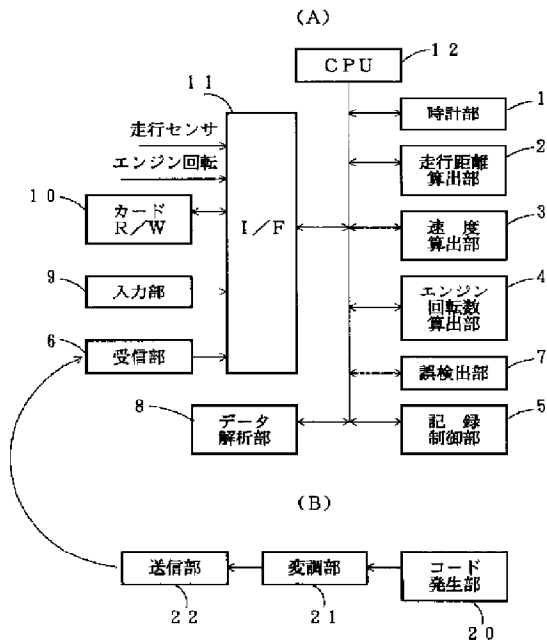 (A)
12
CPU
11
1
時計部
走行センサ
2
エンジン回転
走行距離
算出部
10
カード
R/W
I/F
3
速 度
算出部
9
入力部
4
エンジン
回転数
算出部
6
受信部
7
誤検出部
8
データ
解析部
5
記 録
制御部
(B)
送信部
変調部
コード
発生部
22
21
20